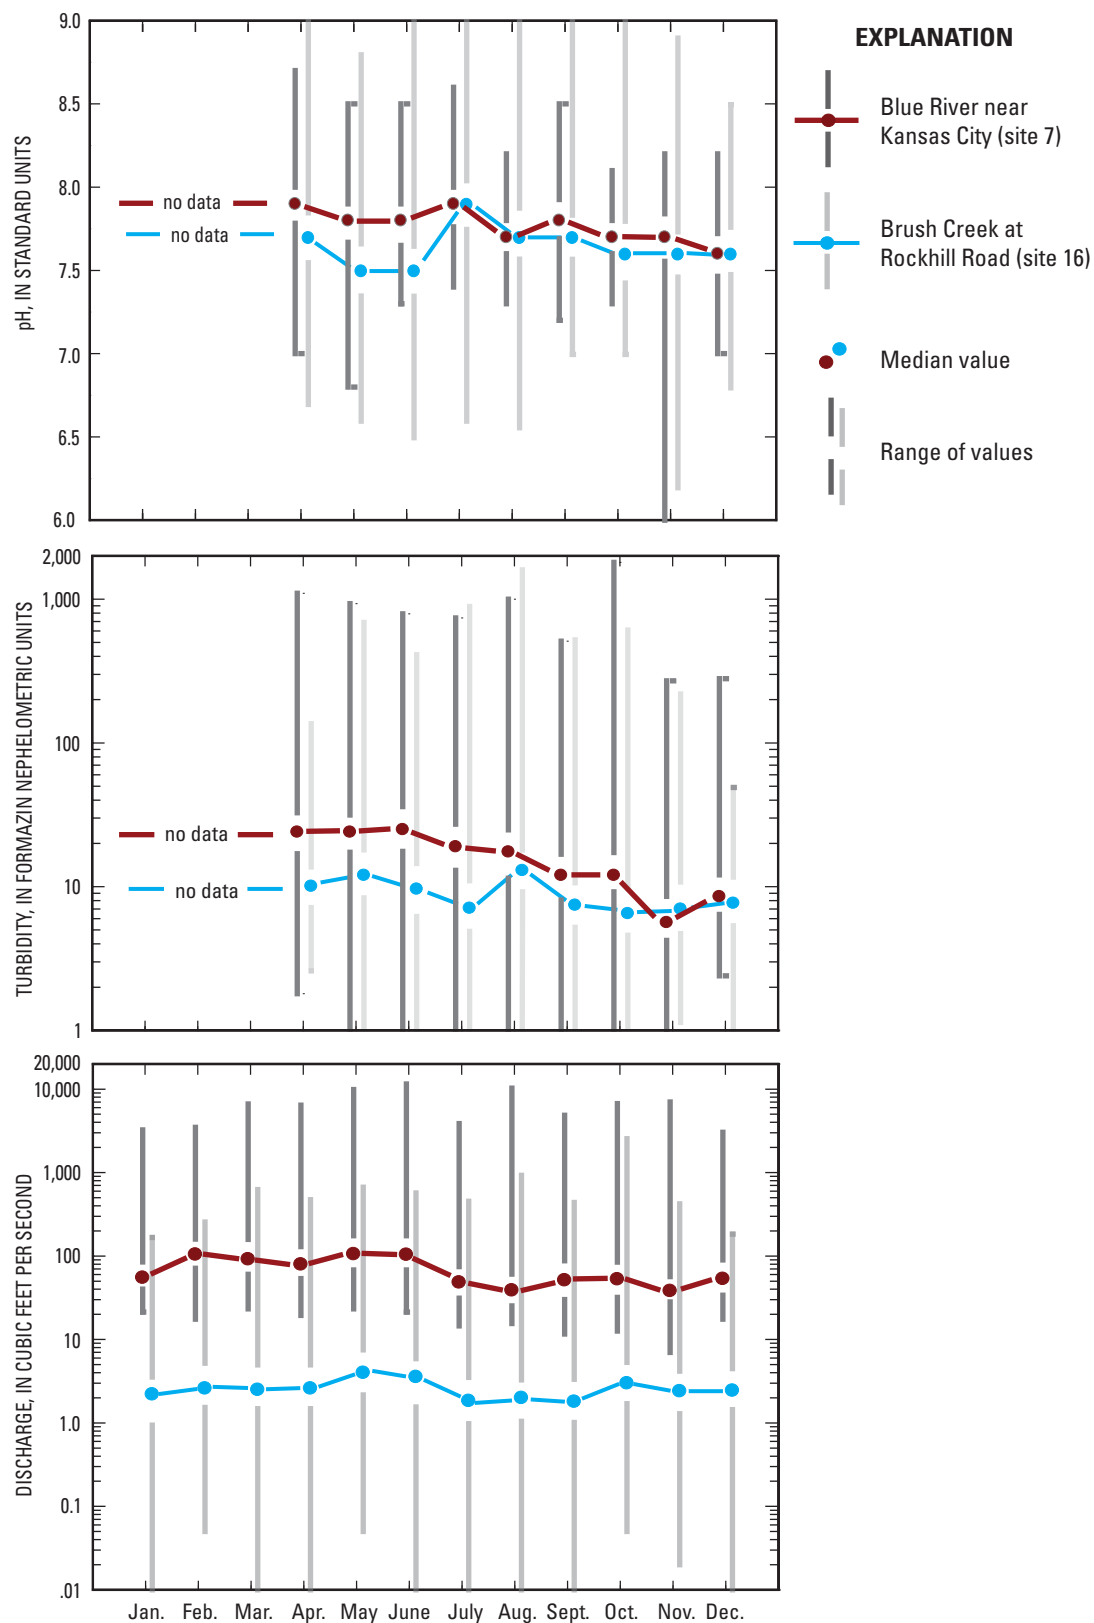 EXPLANATION
Blue River near
Kansas City (site 7)
Brush Creek at
Rockhill Road (site 16)
Median value
Range of values
pH, IN STANDARD UNITS
9.0
8.5
8.0
7.5
7.0
6.5
6.0
no data
no data
TURBIDITY, IN FORMAZIN NEPHELOMETRIC UNITS
2,000
1,000
100
10
1
no data
no data
DISCHARGE, IN CUBIC FEET PER SECOND
20,000
10,000
1,000
100
10
1.0
0.1
.01
Jan. Feb. Mar. Apr. May June July Aug. Sept. Oct. Nov. Dec.